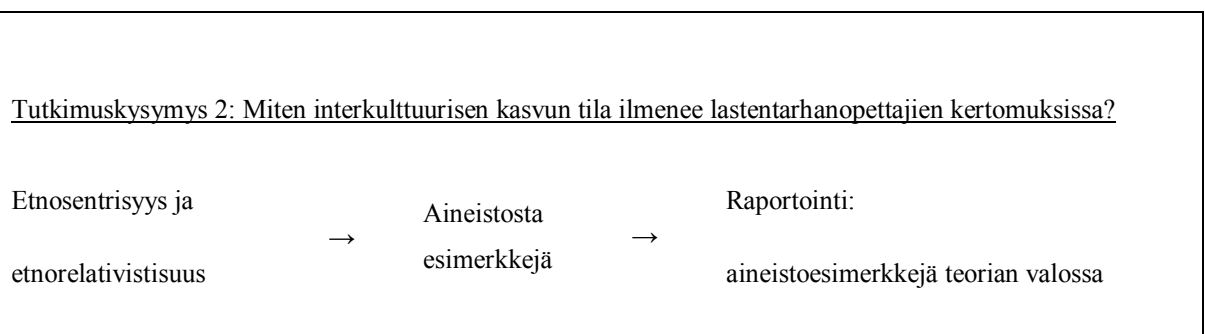 Tutkimuskysymys 2: Miten interkulttuurisen kasvun tila ilmenee lastentarhanopettajien kertomuksissa?
Etnosentrisyys ja
etnorelativistisuus
→
Aineistosta
esimerkkejä
→
Raportointi:
aineistoesimerkkejä teorian valossa